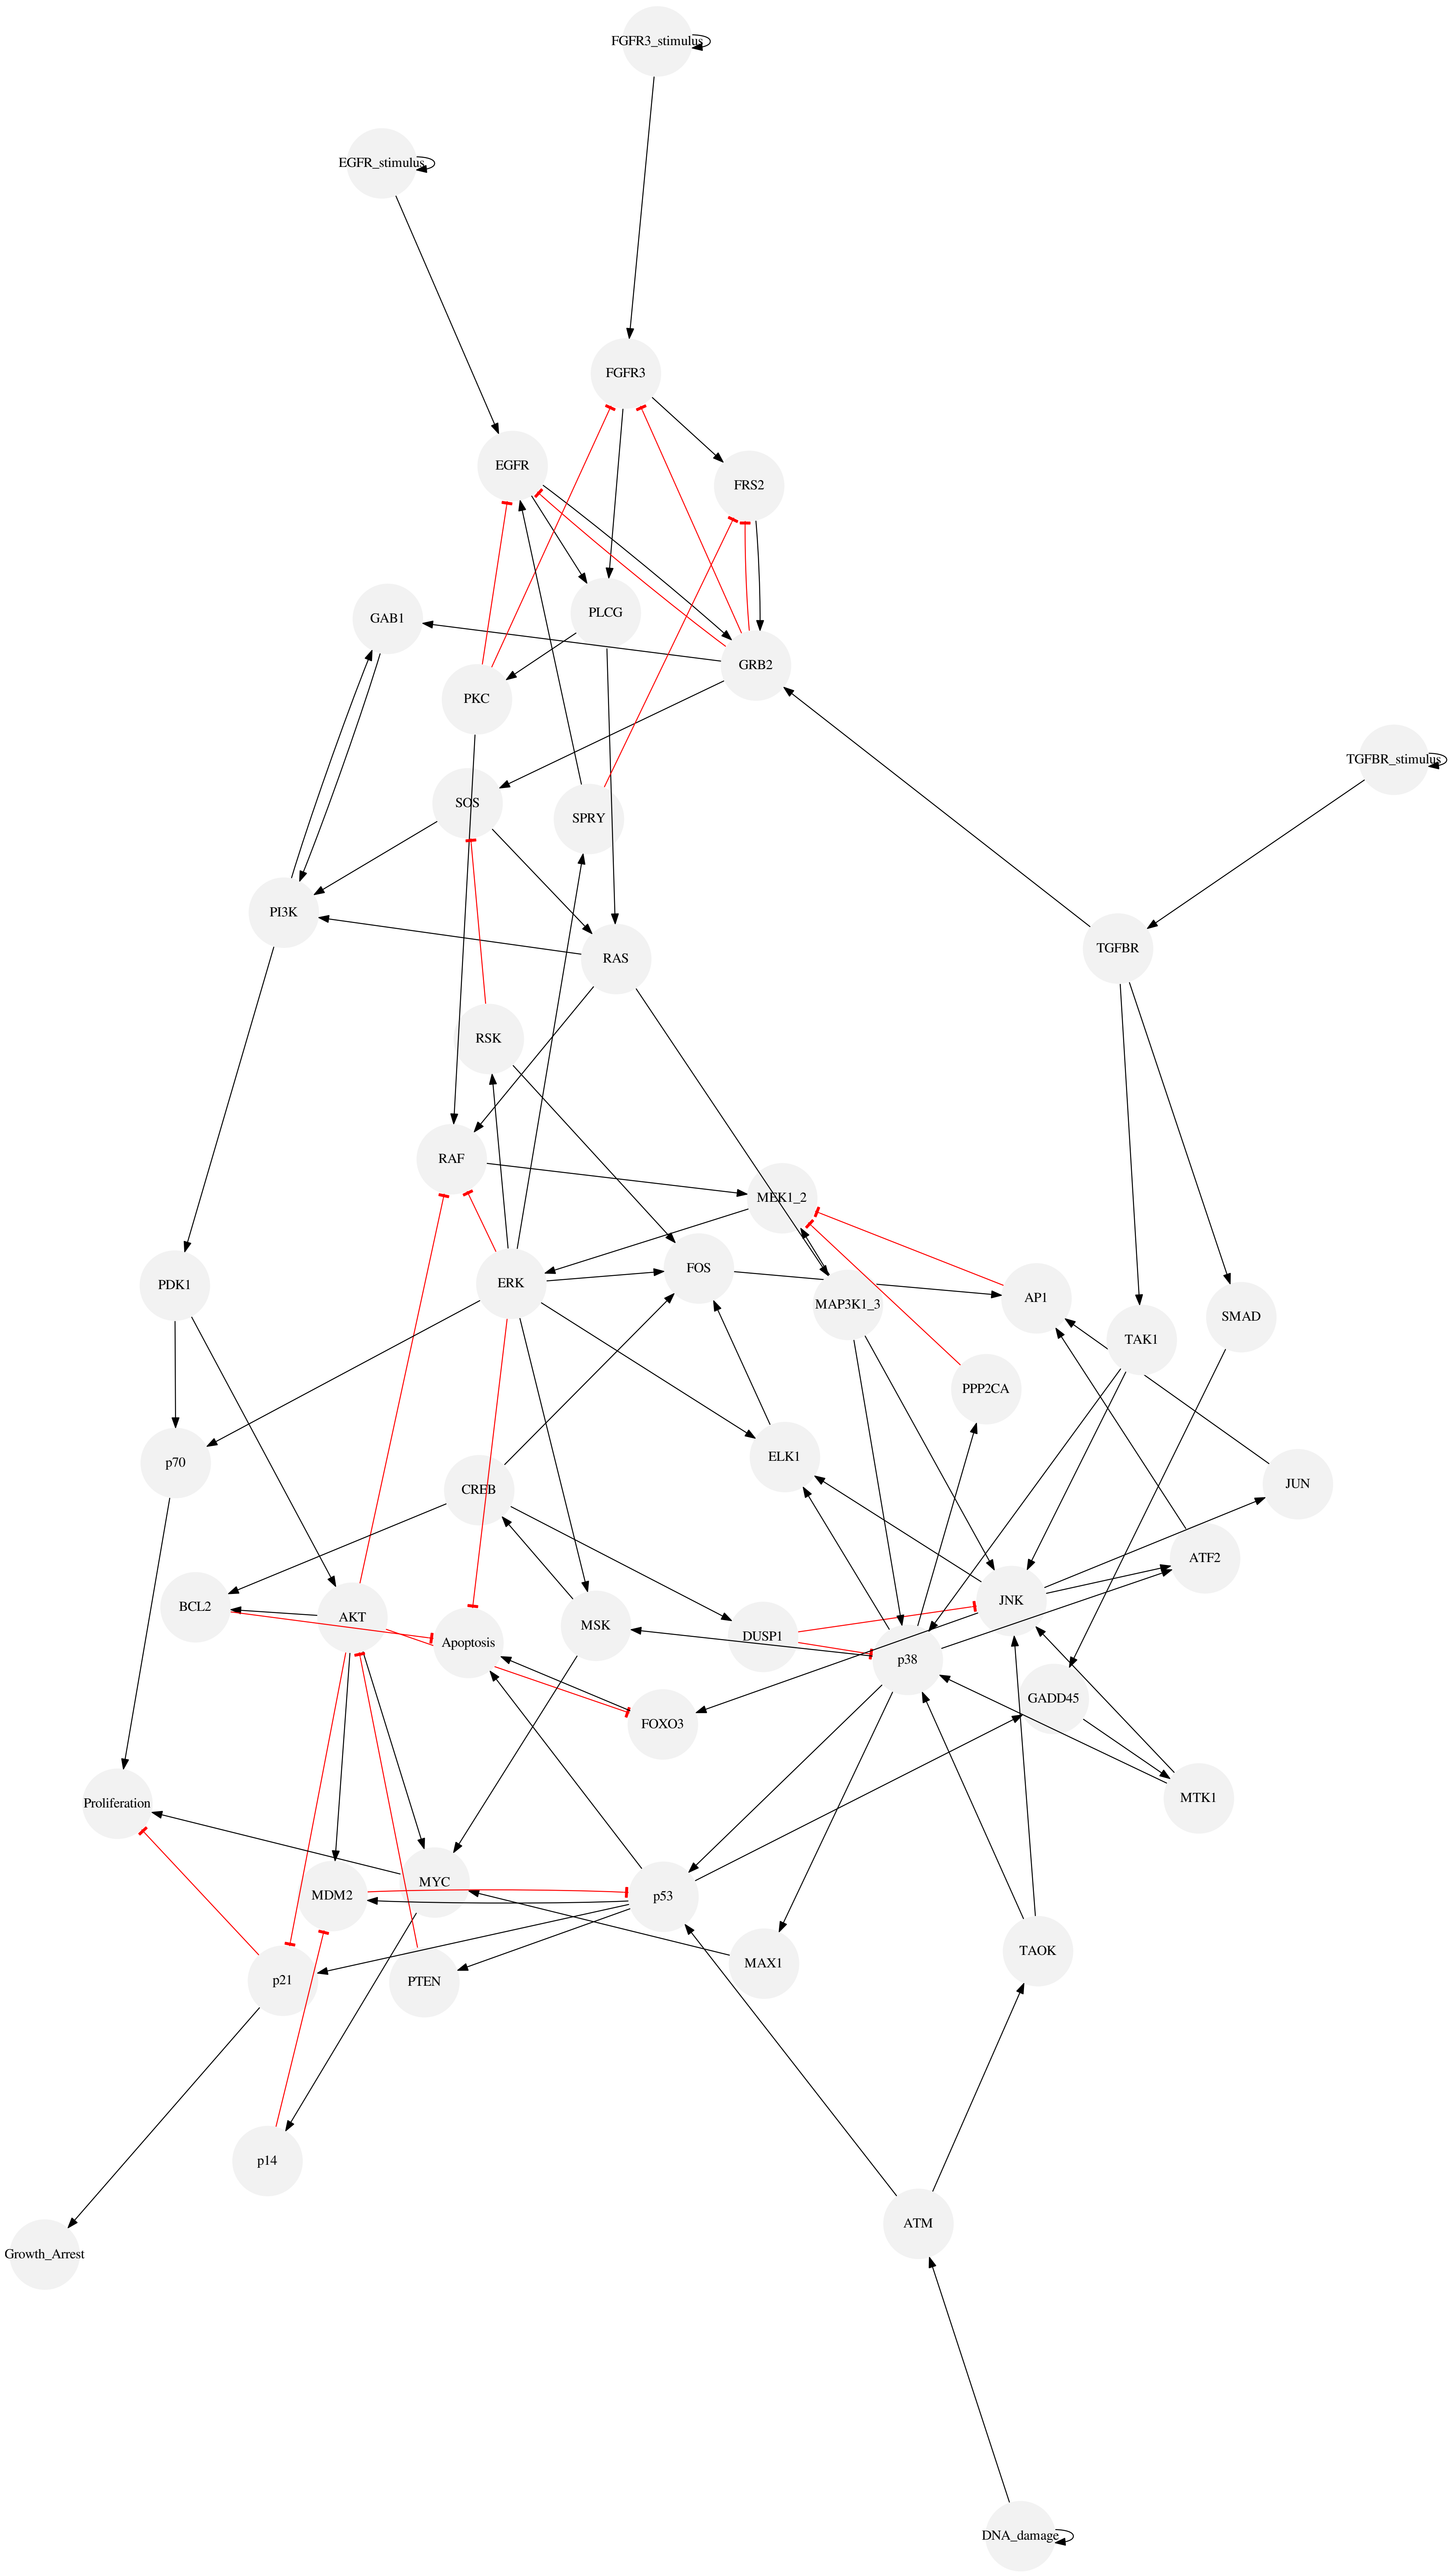 FGFR3_stimulus
EGFR_stimulus
FGFR3
EGFR
FRS2
PLCG
GAB1
GRB2
PKC
TGFBR_stimulus
SOS
SPRY
PI3K
TGFBR
RAS
RSK
RAF
MEK1_2
FOS
ERK
PDK1
AP1
MAP3K1_3
SMAD
TAK1
PPP2CA
ELK1
p70
JUN
CREB
ATF2
JNK
BCL2
AKT
MSK
DUSP1
Apoptosis
p38
GADD45
FOXO3
MTK1
Proliferation
MYC
MDM2
p53
TAOK
MAX1
p21
PTEN
p14
ATM
Growth_Arrest
DNA_damage